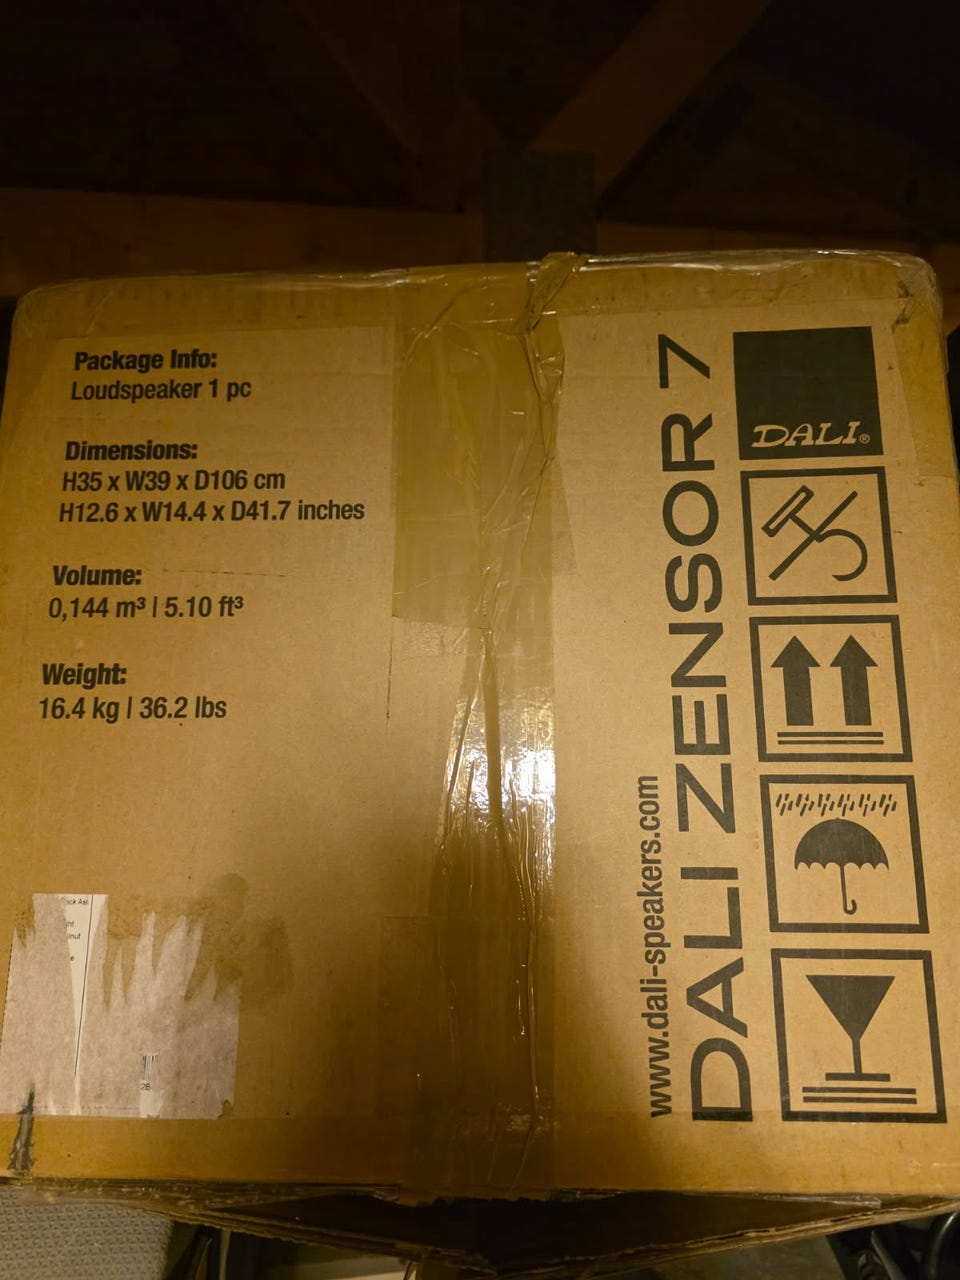 Package Info:
Loudspeaker 1 pc
Dimensions:
H35 x W39 x D106 cm
H12.6 x W14.4 x D41.7 inches
Volume:
0,144 m³ | 5.10 ft³
Weight:
16.4 kg | 36.2 lbs
www.dali-speakers.com
DALI ZENSOR 7
DALI®